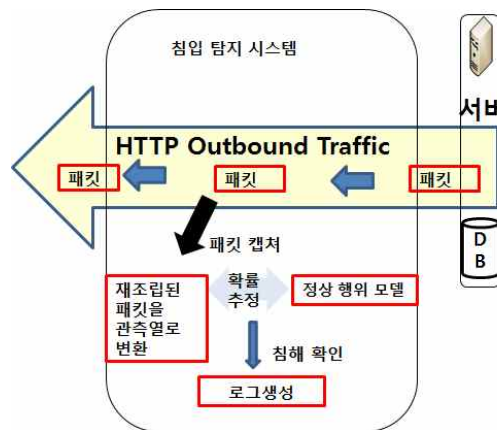 침입 탐지 시스템
서버
HTTP Outbound Traffic
패킷
패킷
패킷
D
B
패킷 캡쳐
재조립된
패킷을
관측열로
변환
확률
추정
정상 행위 모델
침해 확인
로그생성